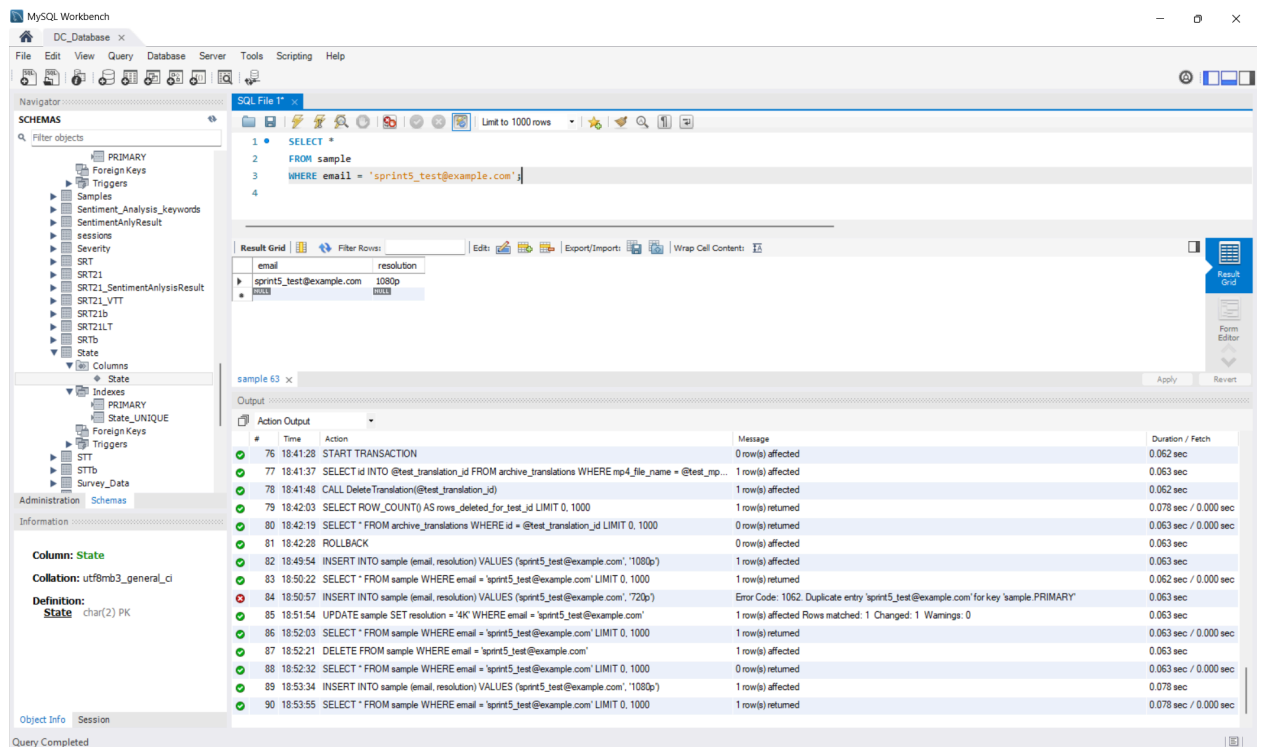 MySQL Workbench
DC_Database
File Edit View Query Database Server Tools Scripting Help
Navigator
SCHEMAS
Filter objects
PRIMARY
Foreign Keys
Triggers
Samples
Sentiment_Analysis_keywords
SentimentAnlyResult
sessions
Severity
SRT
SRT21
SRT21_SentimentAnlysisResult
SRT21_VTT
SRT21b
SRT21LT
SRTb
State
Columns
State
Indexes
PRIMARY
State_UNIQUE
Foreign Keys
Triggers
STT
STTb
Survey_Data
Administration Schemas
Information
Column: State
Collation: utf8mb3_general_ci
Definition:
State char(2) PK
Object Info Session
Query Completed
SQL File 1*
Limit to 1000 rows
1 SELECT *
2 FROM sample
3 WHERE email = 'sprint5_test@example.com';
4
Result Grid Filter Rows: Edit: Export/Import: Wrap Cell Content:
email resolution
sprint5_test@example.com 1080p
NULL NULL
Result Grid
Form Editor
sample 63
Apply Revert
Output
Action Output
# Time Action Message Duration / Fetch
76 18:41:28 START TRANSACTION 0 row(s) affected 0.062 sec
77 18:41:37 SELECT id INTO @test_translation_id FROM archive_translations WHERE mp4_file_name = @test_mp... 1 row(s) affected 0.063 sec
78 18:41:48 CALL DeleteTranslation(@test_translation_id) 1 row(s) affected 0.062 sec
79 18:42:03 SELECT ROW_COUNT() AS rows_deleted_for_test_id LIMIT 0, 1000 1 row(s) returned 0.078 sec / 0.000 sec
80 18:42:19 SELECT * FROM archive_translations WHERE id = @test_translation_id LIMIT 0, 1000 0 row(s) returned 0.063 sec / 0.000 sec
81 18:42:28 ROLLBACK 0 row(s) affected 0.063 sec
82 18:49:54 INSERT INTO sample (email, resolution) VALUES ('sprint5_test@example.com', '1080p') 1 row(s) affected 0.063 sec
83 18:50:22 SELECT * FROM sample WHERE email = 'sprint5_test@example.com' LIMIT 0, 1000 1 row(s) returned 0.062 sec / 0.000 sec
84 18:50:57 INSERT INTO sample (email, resolution) VALUES ('sprint5_test@example.com', '720p') Error Code: 1062. Duplicate entry 'sprint5_test@example.com' for key 'sample.PRIMARY' 0.063 sec
85 18:51:54 UPDATE sample SET resolution = '4K' WHERE email = 'sprint5_test@example.com' 1 row(s) affected Rows matched: 1 Changed: 1 Warnings: 0 0.063 sec
86 18:52:03 SELECT * FROM sample WHERE email = 'sprint5_test@example.com' LIMIT 0, 1000 1 row(s) returned 0.063 sec / 0.000 sec
87 18:52:21 DELETE FROM sample WHERE email = 'sprint5_test@example.com' 1 row(s) affected 0.063 sec
88 18:52:32 SELECT * FROM sample WHERE email = 'sprint5_test@example.com' LIMIT 0, 1000 0 row(s) returned 0.063 sec / 0.000 sec
89 18:53:34 INSERT INTO sample (email, resolution) VALUES ('sprint5_test@example.com', '1080p') 1 row(s) affected 0.078 sec
90 18:53:55 SELECT * FROM sample WHERE email = 'sprint5_test@example.com' LIMIT 0, 1000 1 row(s) returned 0.078 sec / 0.000 sec